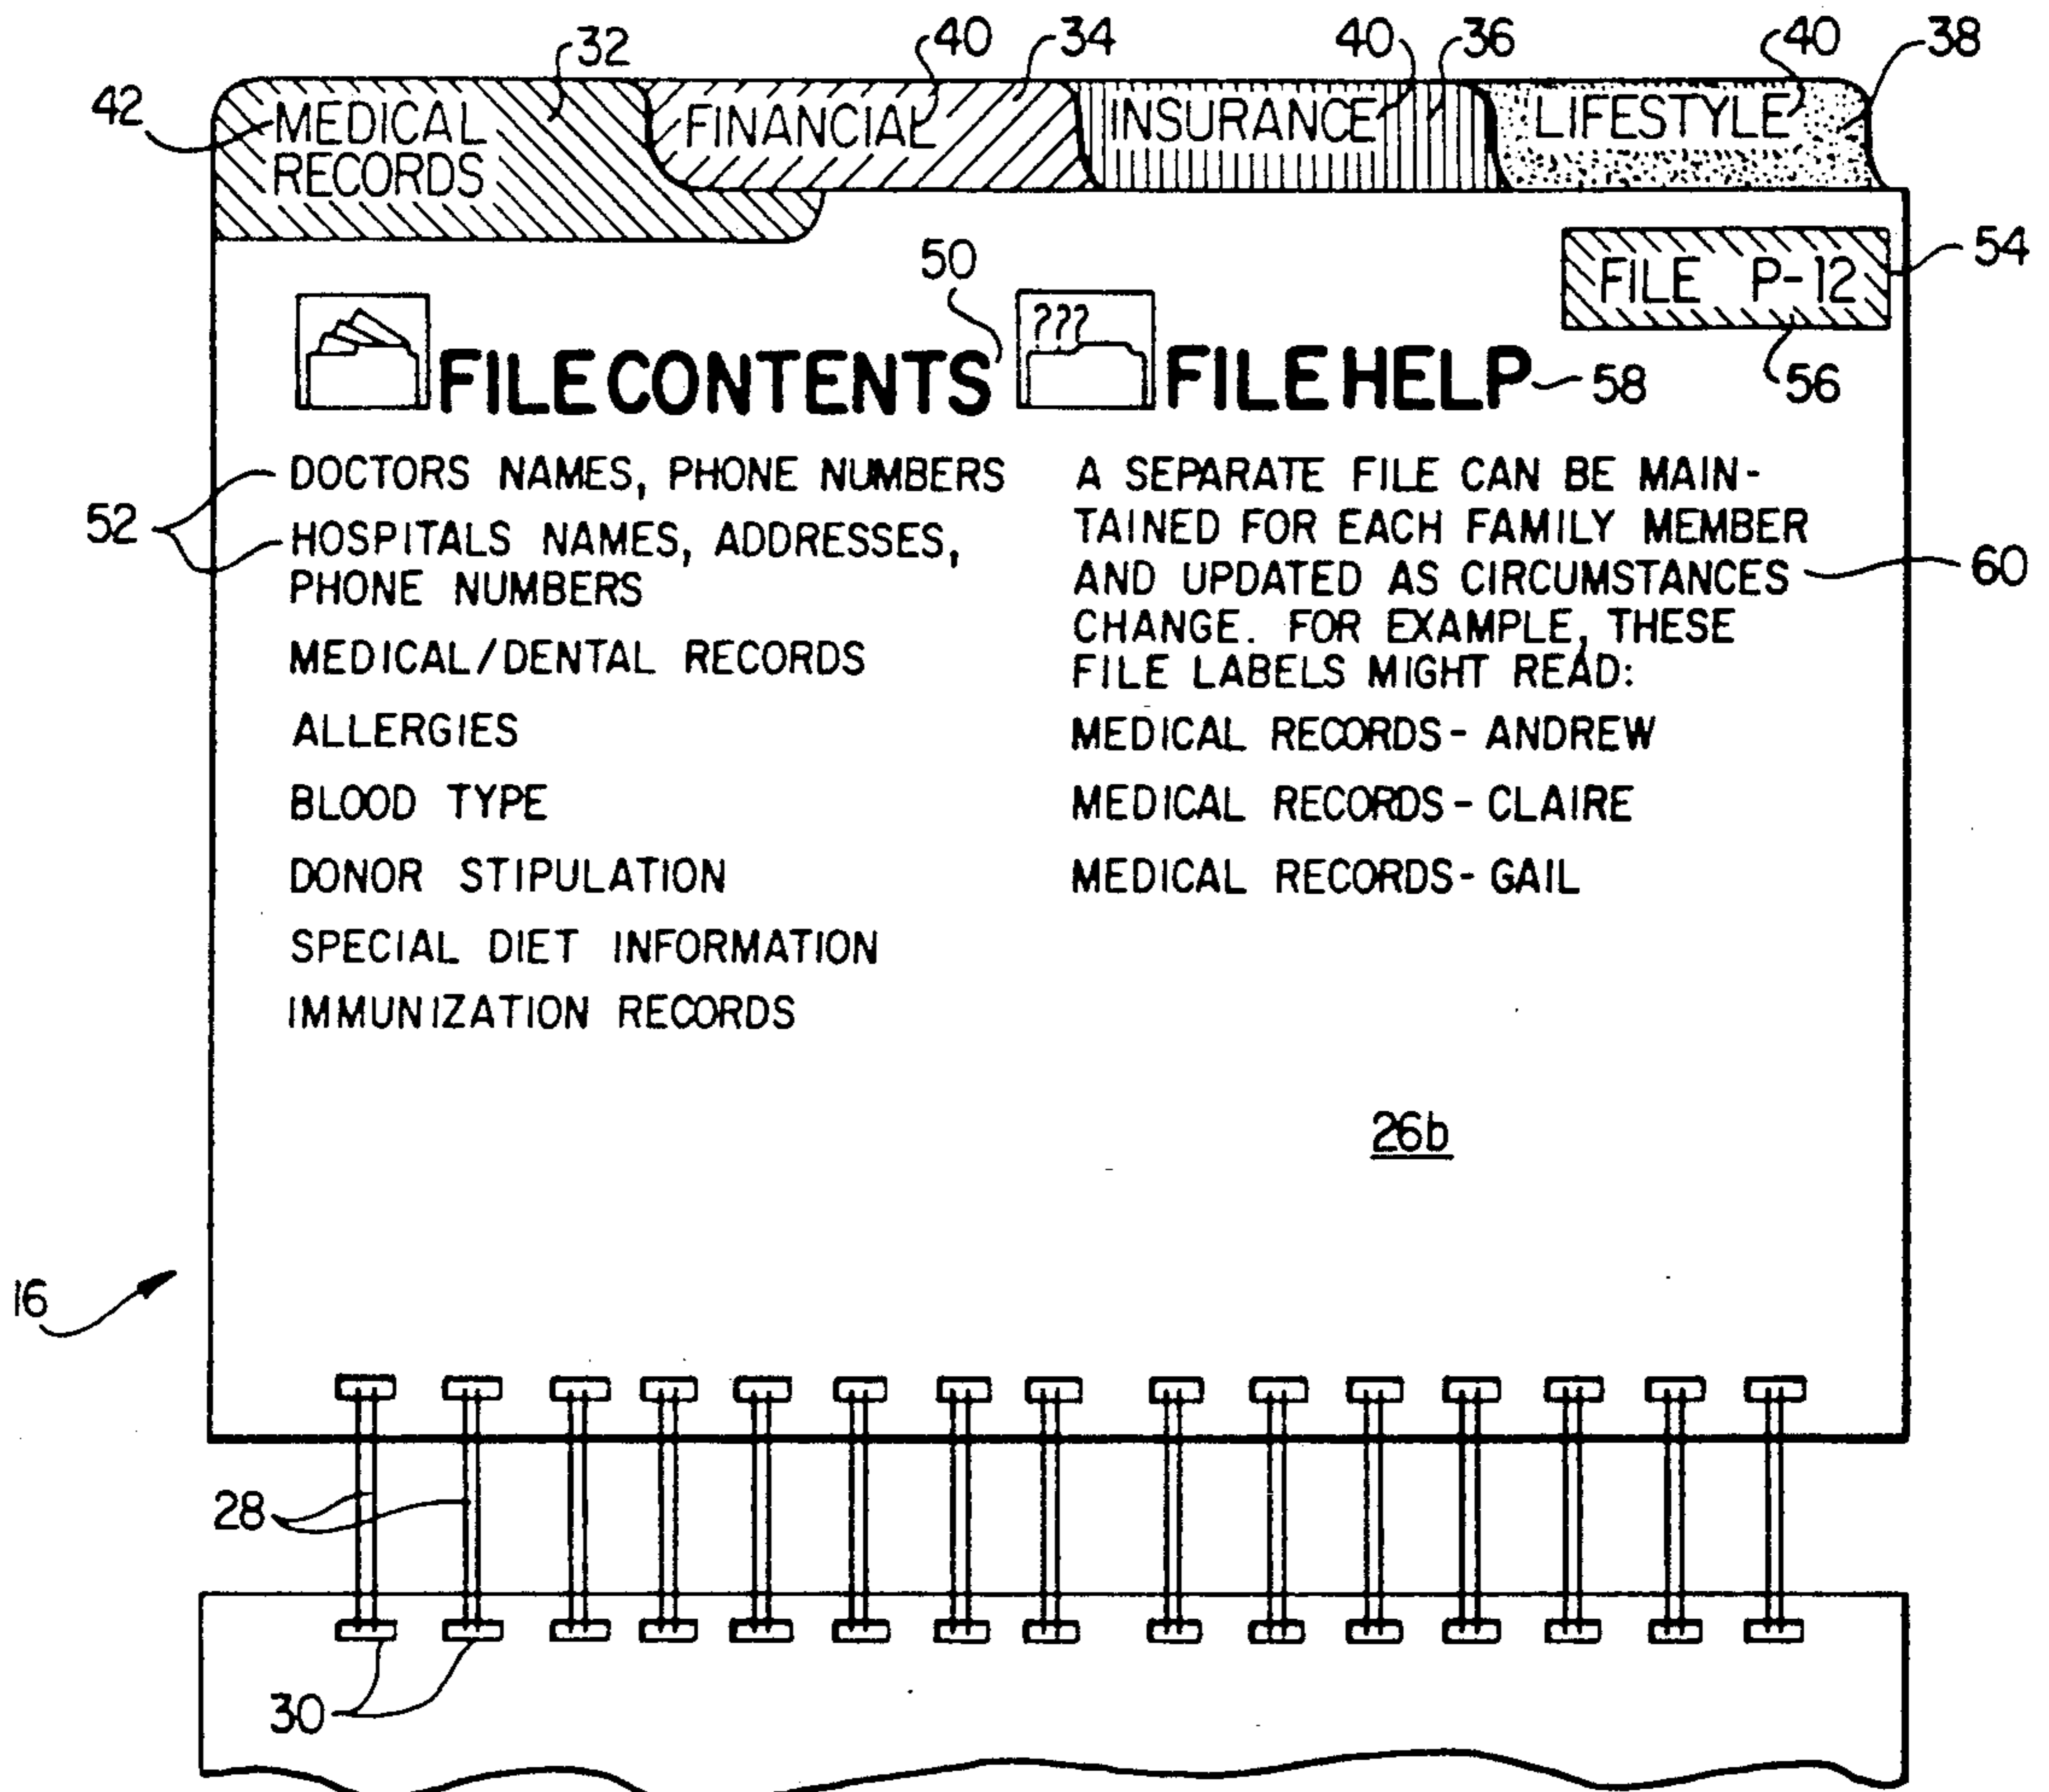 32 40 34 40 36 40 38
42 MEDICAL FINANCIAL INSURANCE LIFESTYLE
RECORDS
50
FILE P-12 54
???
FILE CONTENTS
FILE HELP 58 56
52
DOCTORS NAMES, PHONE NUMBERS
HOSPITALS NAMES, ADDRESSES,
PHONE NUMBERS
MEDICAL/DENTAL RECORDS
ALLERGIES
BLOOD TYPE
DONOR STIPULATION
SPECIAL DIET INFORMATION
IMMUNIZATION RECORDS
A SEPARATE FILE CAN BE MAIN-
TAINED FOR EACH FAMILY MEMBER
AND UPDATED AS CIRCUMSTANCES 60
CHANGE. FOR EXAMPLE, THESE
FILE LABELS MIGHT READ:
MEDICAL RECORDS- ANDREW
MEDICAL RECORDS- CLAIRE
MEDICAL RECORDS- GAIL
26b
16
28
30